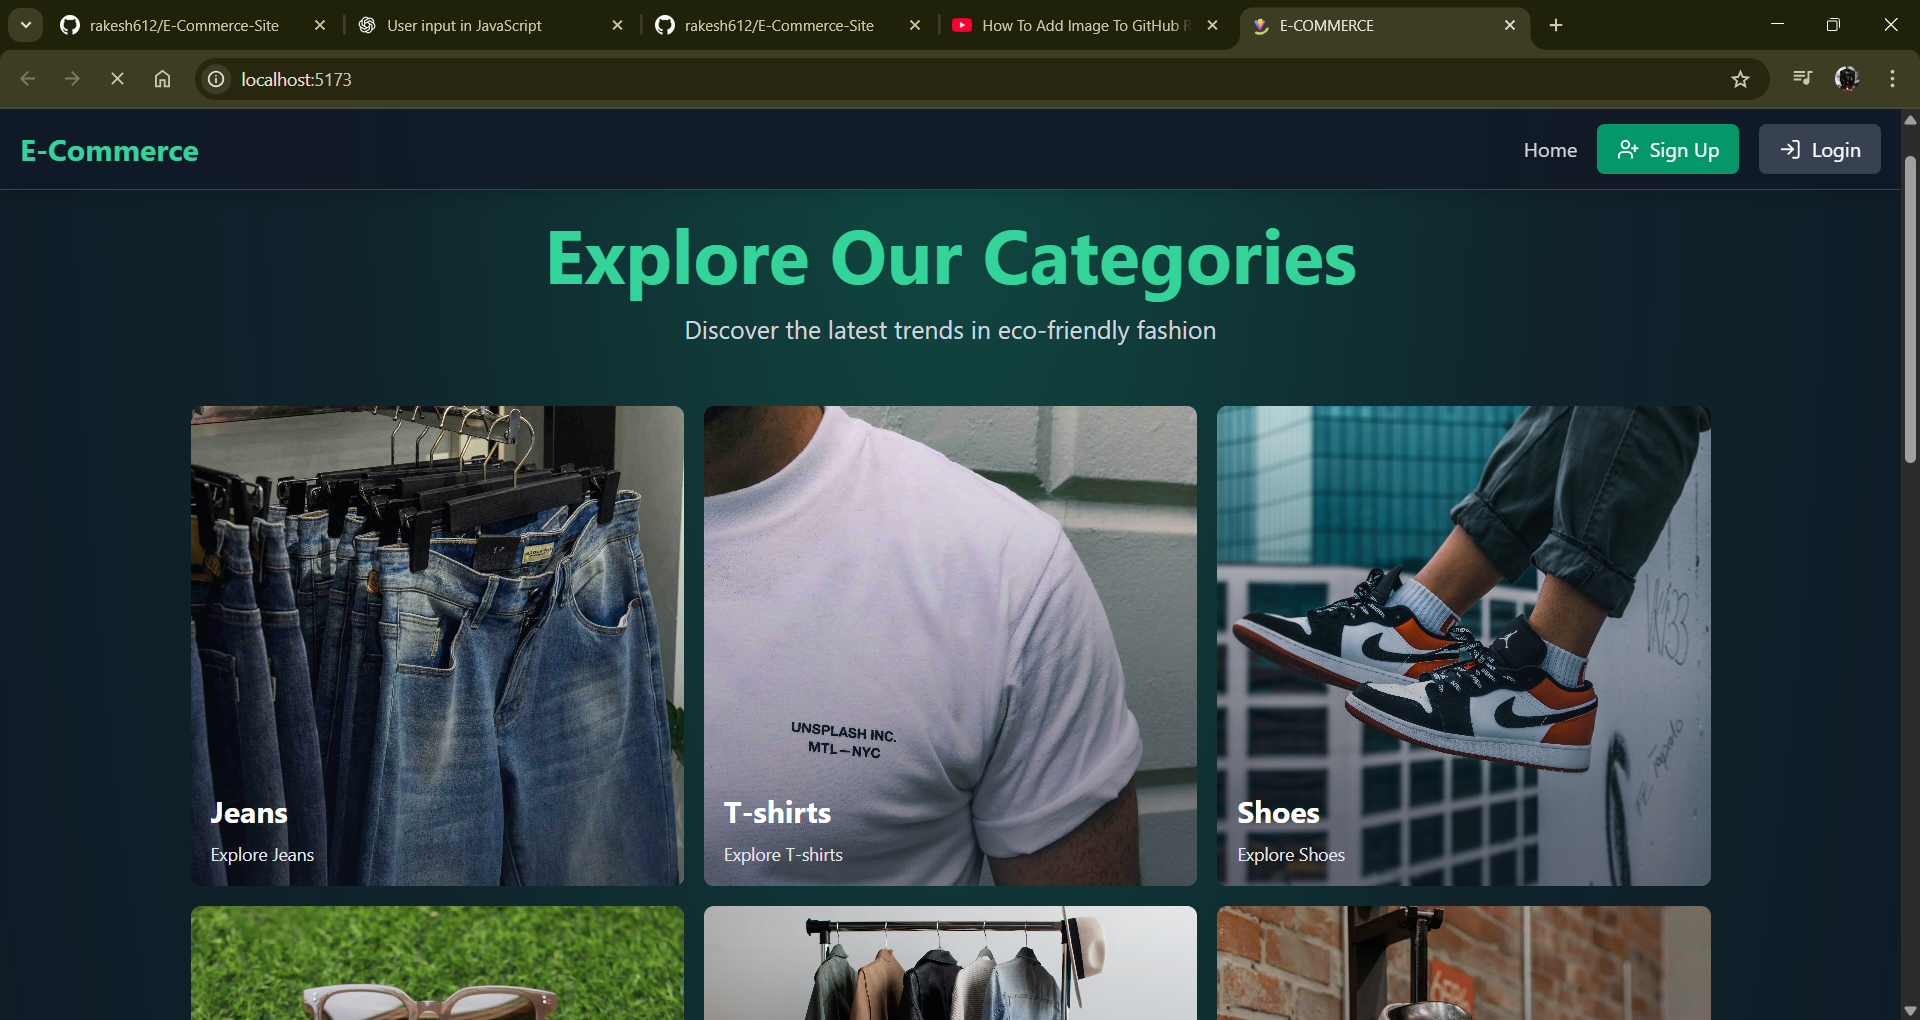 rakesh612/E-Commerce-Site
User input in JavaScript
rakesh612/E-Commerce-Site
How To Add Image To GitHub R
E-COMMERCE
localhost:5173
E-Commerce
Home
Sign Up
Login
Explore Our Categories
Discover the latest trends in eco-friendly fashion
UNSPLASH INC.
MTL—NYC
Jeans
Explore Jeans
T-shirts
Explore T-shirts
Shoes
Explore Shoes